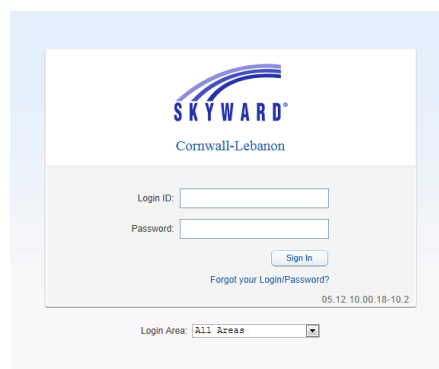 SKYWARD®
Cornwall-Lebanon
Login ID:
Password:
Sign In
Forgot your Login/Password?
05.12.10.00.18-10.2
Login Area: All Areas